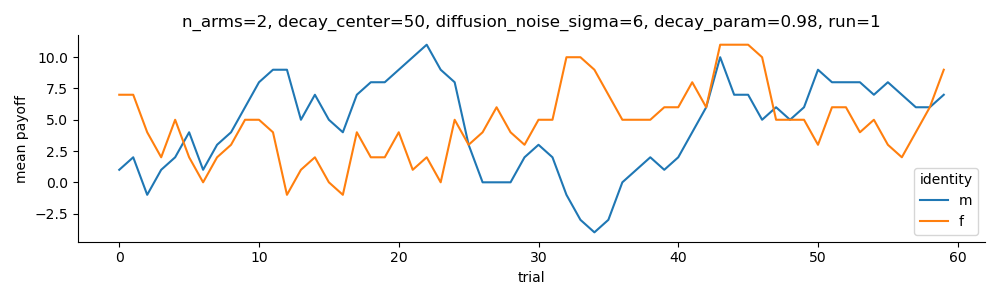 n_arms=2, decay_center=50, diffusion_noise_sigma=6, decay_param=0.98, run=1
mean payoff
10.0
7.5
5.0
2.5
0.0
−2.5
identity
m
f
0 10 20 30 40 50 60
trial